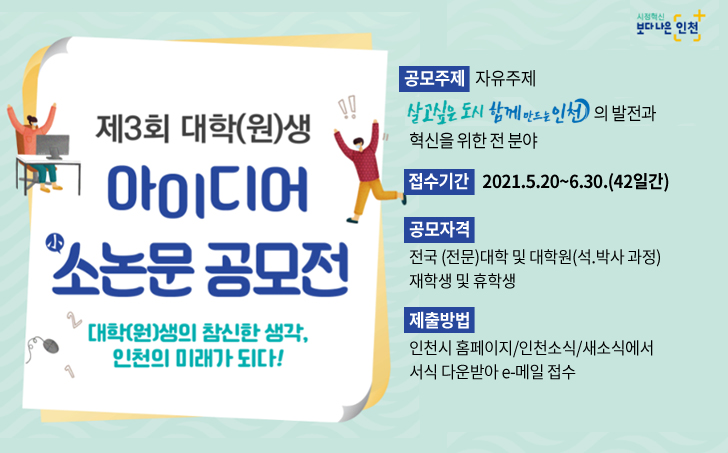 시정혁신
보다 나은 인천
제3회 대학(원)생
아이디어
小
소논문 공모전
대학(원)생의 참신한 생각,
인천의 미래가 되다!
2
1
공모주제 자유주제
살고싶은 도시 함께 만드는 인천 의 발전과
혁신을 위한 전 분야
접수기간 2021.5.20~6.30.(42일간)
공모자격
전국 (전문)대학 및 대학원(석.박사 과정)
재학생 및 휴학생
제출방법
인천시 홈페이지/인천소식/새소식에서
서식 다운받아 e-메일 접수